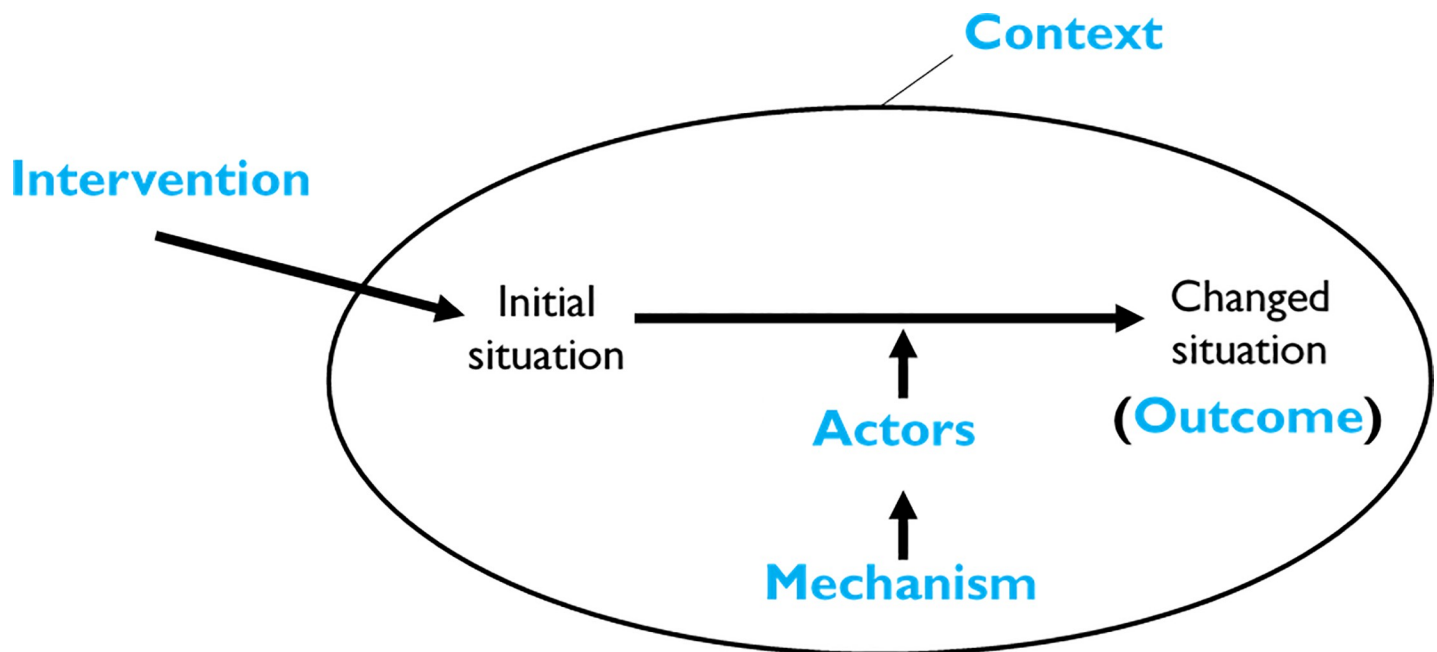 Context
Intervention
Initial
situation
Changed
situation
(Outcome)
Actors
Mechanism